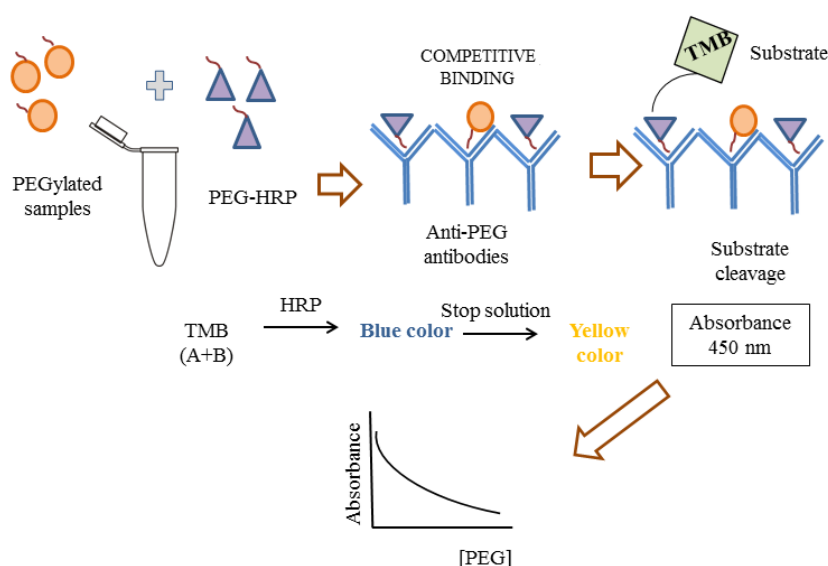 COMPETITIVE
BINDING
TMB
Substrate
PEGylated
samples
PEG-HRP
Anti-PEG
antibodies
Substrate
cleavage
TMB
(A+B)
HRP
Blue color
Stop solution
Yellow
color
Absorbance
450 nm
Absorbance
[PEG]